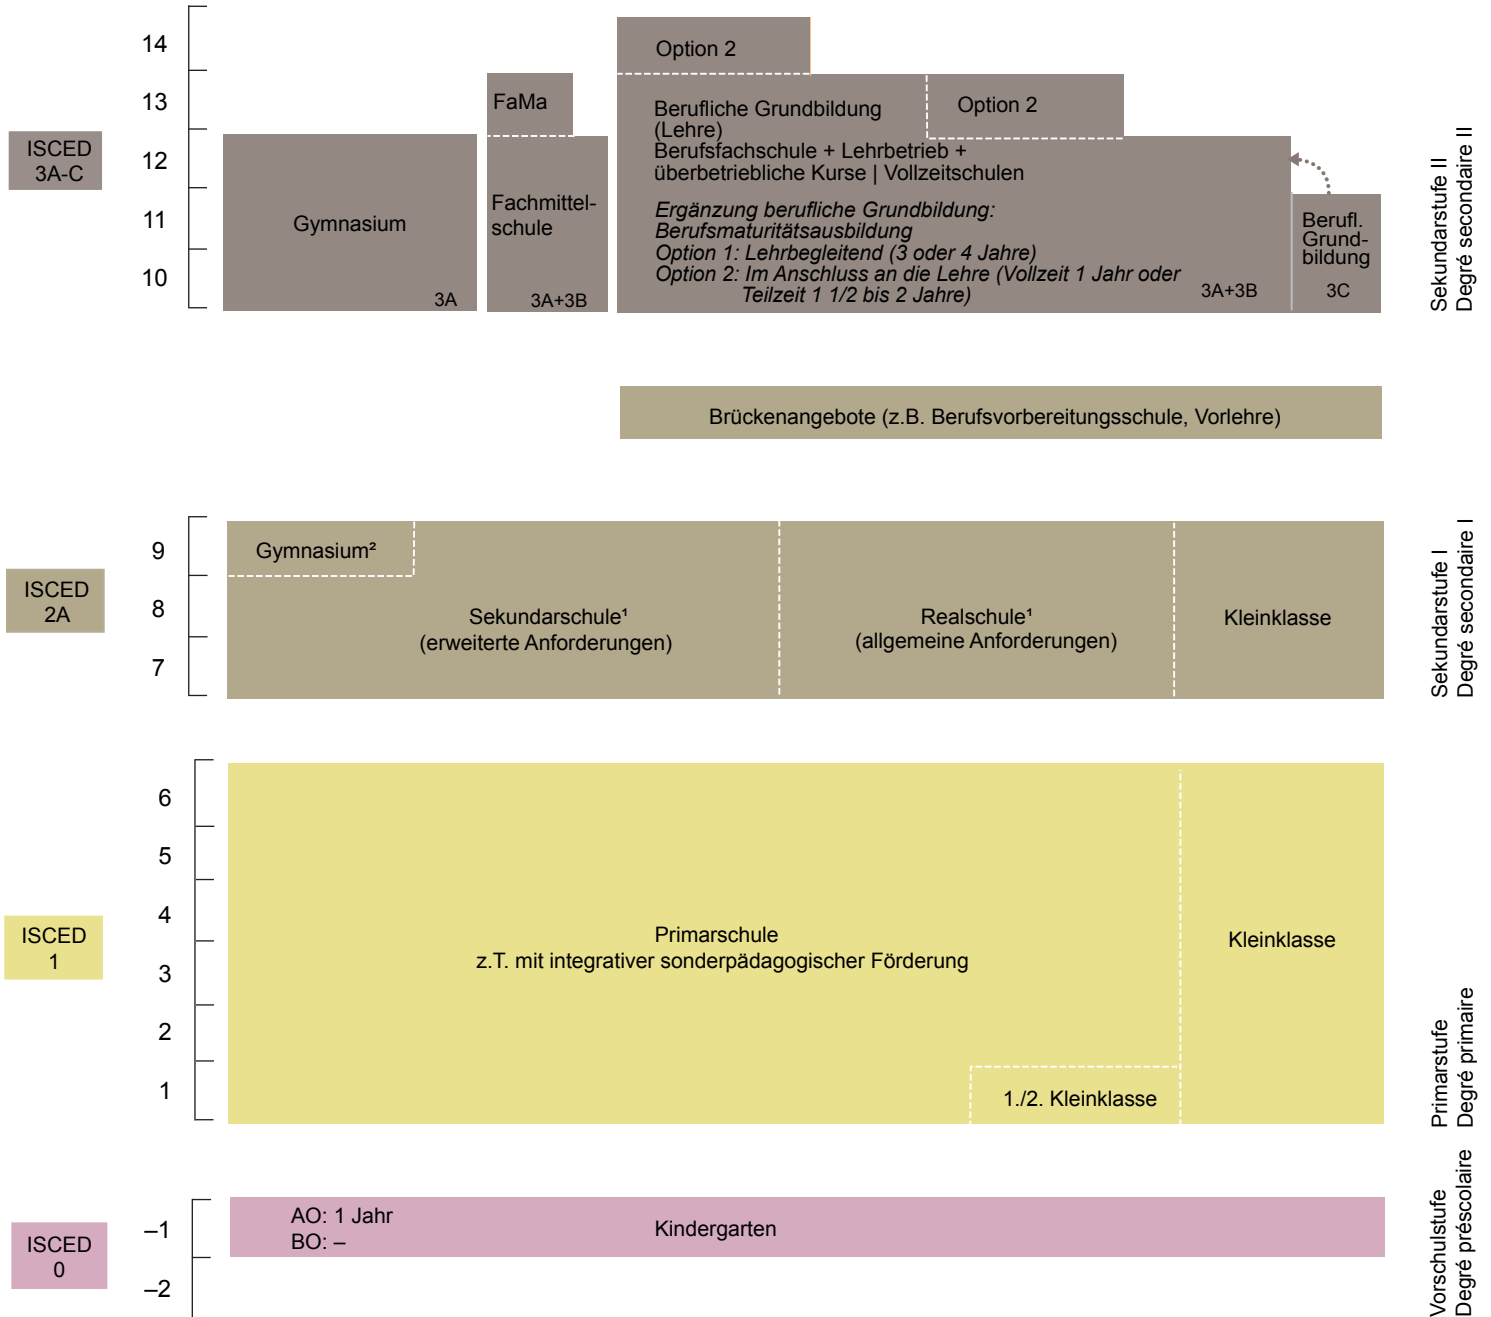 14
Option 2
13
FaMa
Berufliche Grundbildung
(Lehre)
Berufsfachschule + Lehrbetrieb +
überbetriebliche Kurse | Vollzeitschulen
Option 2
ISCED
3A-C
12
11
10
Gymnasium
3A
Fachmittel-
schule
3A+3B
Ergänzung berufliche Grundbildung:
Berufsmaturitätsausbildung
Option 1: Lehrbegleitend (3 oder 4 Jahre)
Option 2: Im Anschluss an die Lehre (Vollzeit 1 Jahr oder
Teilzeit 1 1/2 bis 2 Jahre)
3A+3B
Berufl.
Grund-
bildung
3C
Sekundarstufe II
Degré secondaire II
Brückenangebote (z.B. Berufsvorbereitungsschule, Vorlehre)
ISCED
2A
9
8
7
Gymnasium²
Sekundarschule¹
(erweiterte Anforderungen)
Realschule¹
(allgemeine Anforderungen)
Kleinklasse
Sekundarstufe I
Degré secondaire I
ISCED
1
6
5
4
3
2
1
Primarschule
z.T. mit integrativer sonderpädagogischer Förderung
Kleinklasse
1./2. Kleinklasse
Primarstufe
Degré primaire
ISCED
0
–1
–2
AO: 1 Jahr
BO: –
Kindergarten
Vorschulstufe
Degré préscolaire